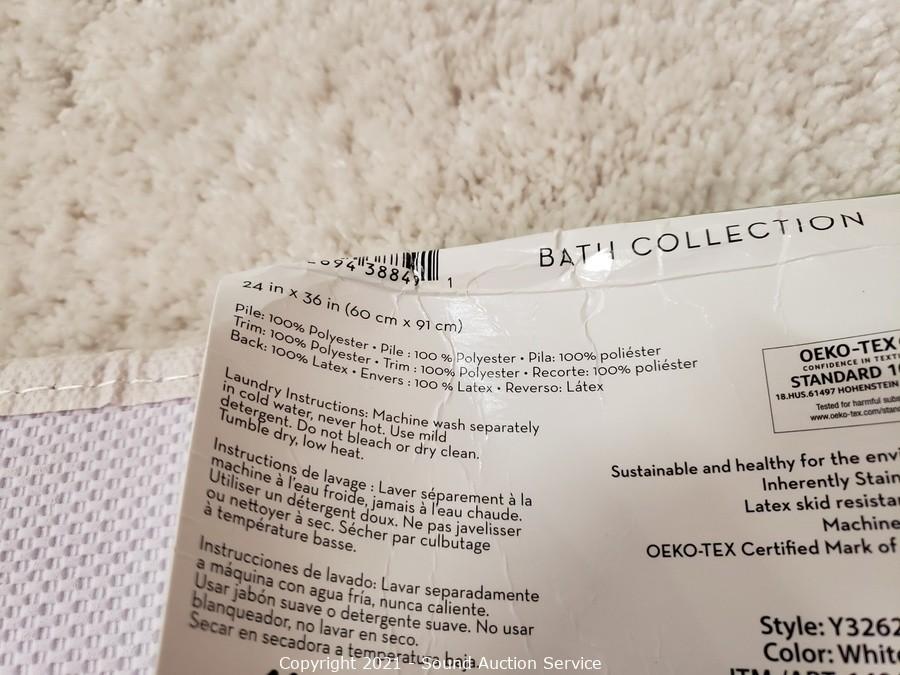 BATH COLLECTION
24 in x 36 in (60 cm x 91 cm)
Pile: 100% Polyester • Pile : 100 % Polyester • Pila: 100% poliéster
Trim: 100% Polyester • Trim : 100% Polyester • Recorte: 100% poliéster
Back: 100% Latex • Envers : 100 % Latex • Reverso: Látex
Laundry Instructions: Machine wash separately
in cold water, never hot. Use mild
detergent. Do not bleach or dry clean.
Tumble dry, low heat.
Instructions de lavage : Laver séparement à la
machine à l'eau froide, jamais à l'eau chaude.
Utiliser un détergent doux. Ne pas javelisser
ou nettoyer à sec. Sécher par culbutage
à température basse.
Instrucciones de lavado: Lavar separadamente
a máquina con agua fría, nunca caliente.
Usar jabón suave o detergente suave. No usar
blanqueador, no lavar en seco.
Secar en secadora a temperatura baja.
OEKO-TEX
CONFIDENCE IN
STANDARD
18.HUS.61497 HOHENSTEIN
Tested for harmful
www.oeko-tex.com/
Sustainable and healthy for the
Inherently
Latex skid
Machine
OEKO-TEX Certified Mark of
Style: Y3262
Color: White
Copyright 2021 - Sound Auction Service